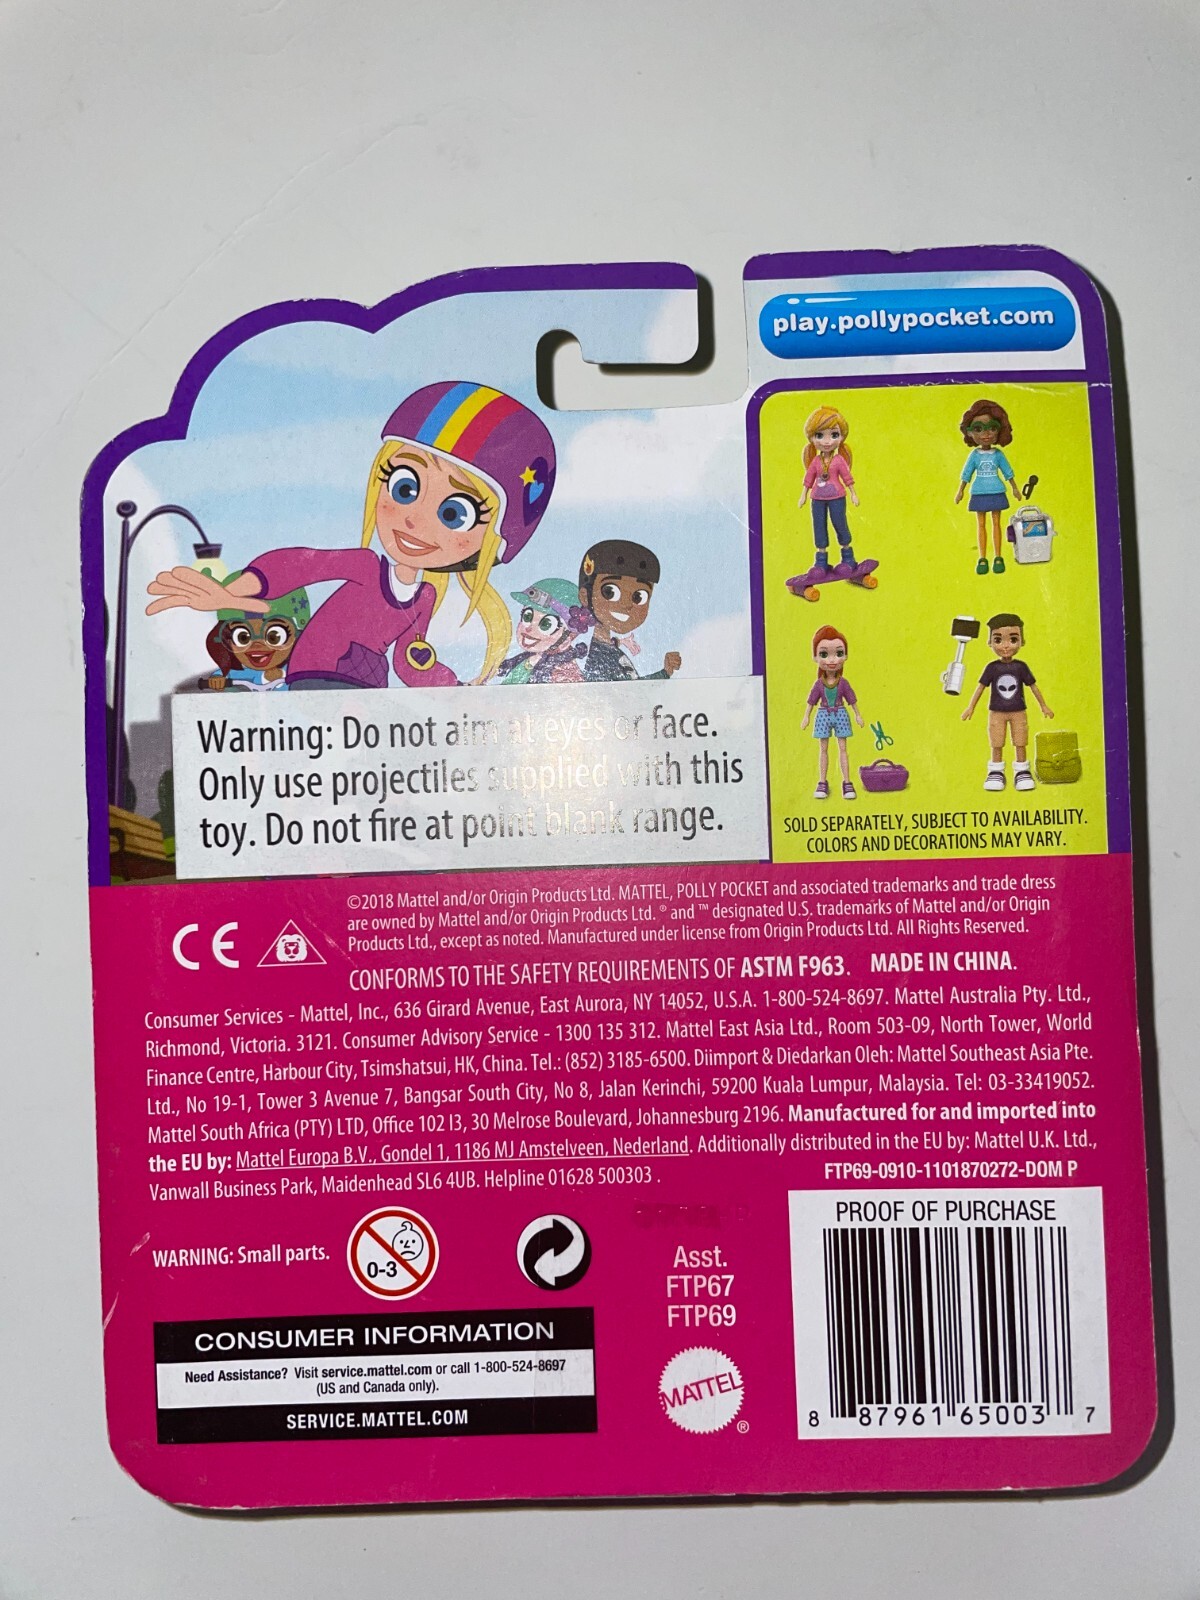 play.pollypocket.com
Warning: Do not aim at eyes or face.
Only use projectiles supplied with this
toy. Do not fire at point blank range.
SOLD SEPARATELY, SUBJECT TO AVAILABILITY.
COLORS AND DECORATIONS MAY VARY.
CE
©2018 Mattel and/or Origin Products Ltd. MATTEL, POLLY POCKET and associated trademarks and trade dress
are owned by Mattel and/or Origin Products Ltd. ® and ™ designated U.S. trademarks of Mattel and/or Origin
Products Ltd., except as noted. Manufactured under license from Origin Products Ltd. All Rights Reserved.
CONFORMS TO THE SAFETY REQUIREMENTS OF ASTM F963. MADE IN CHINA.
Consumer Services - Mattel, Inc., 636 Girard Avenue, East Aurora, NY 14052, U.S.A. 1-800-524-8697. Mattel Australia Pty. Ltd.,
Richmond, Victoria. 3121. Consumer Advisory Service - 1300 135 312. Mattel East Asia Ltd., Room 503-09, North Tower, World
Finance Centre, Harbour City, Tsimshatsui, HK, China. Tel.: (852) 3185-6500. Diimport & Diedarkan Oleh: Mattel Southeast Asia Pte.
Ltd., No 19-1, Tower 3 Avenue 7, Bangsar South City, No 8, Jalan Kerinchi, 59200 Kuala Lumpur, Malaysia. Tel: 03-33419052.
Mattel South Africa (PTY) LTD, Office 102 I3, 30 Melrose Boulevard, Johannesburg 2196. Manufactured for and imported into
the EU by: Mattel Europa B.V., Gondel 1, 1186 MJ Amstelveen, Nederland. Additionally distributed in the EU by: Mattel U.K. Ltd.,
Vanwall Business Park, Maidenhead SL6 4UB. Helpline 01628 500303 .
FTP69-0910-1101870272-DOM P
WARNING: Small parts.
0-3
Asst.
FTP67
FTP69
MATTEL
®
PROOF OF PURCHASE
8 87961 65003 7
CONSUMER INFORMATION
Need Assistance? Visit service.mattel.com or call 1-800-524-8697
(US and Canada only).
SERVICE.MATTEL.COM